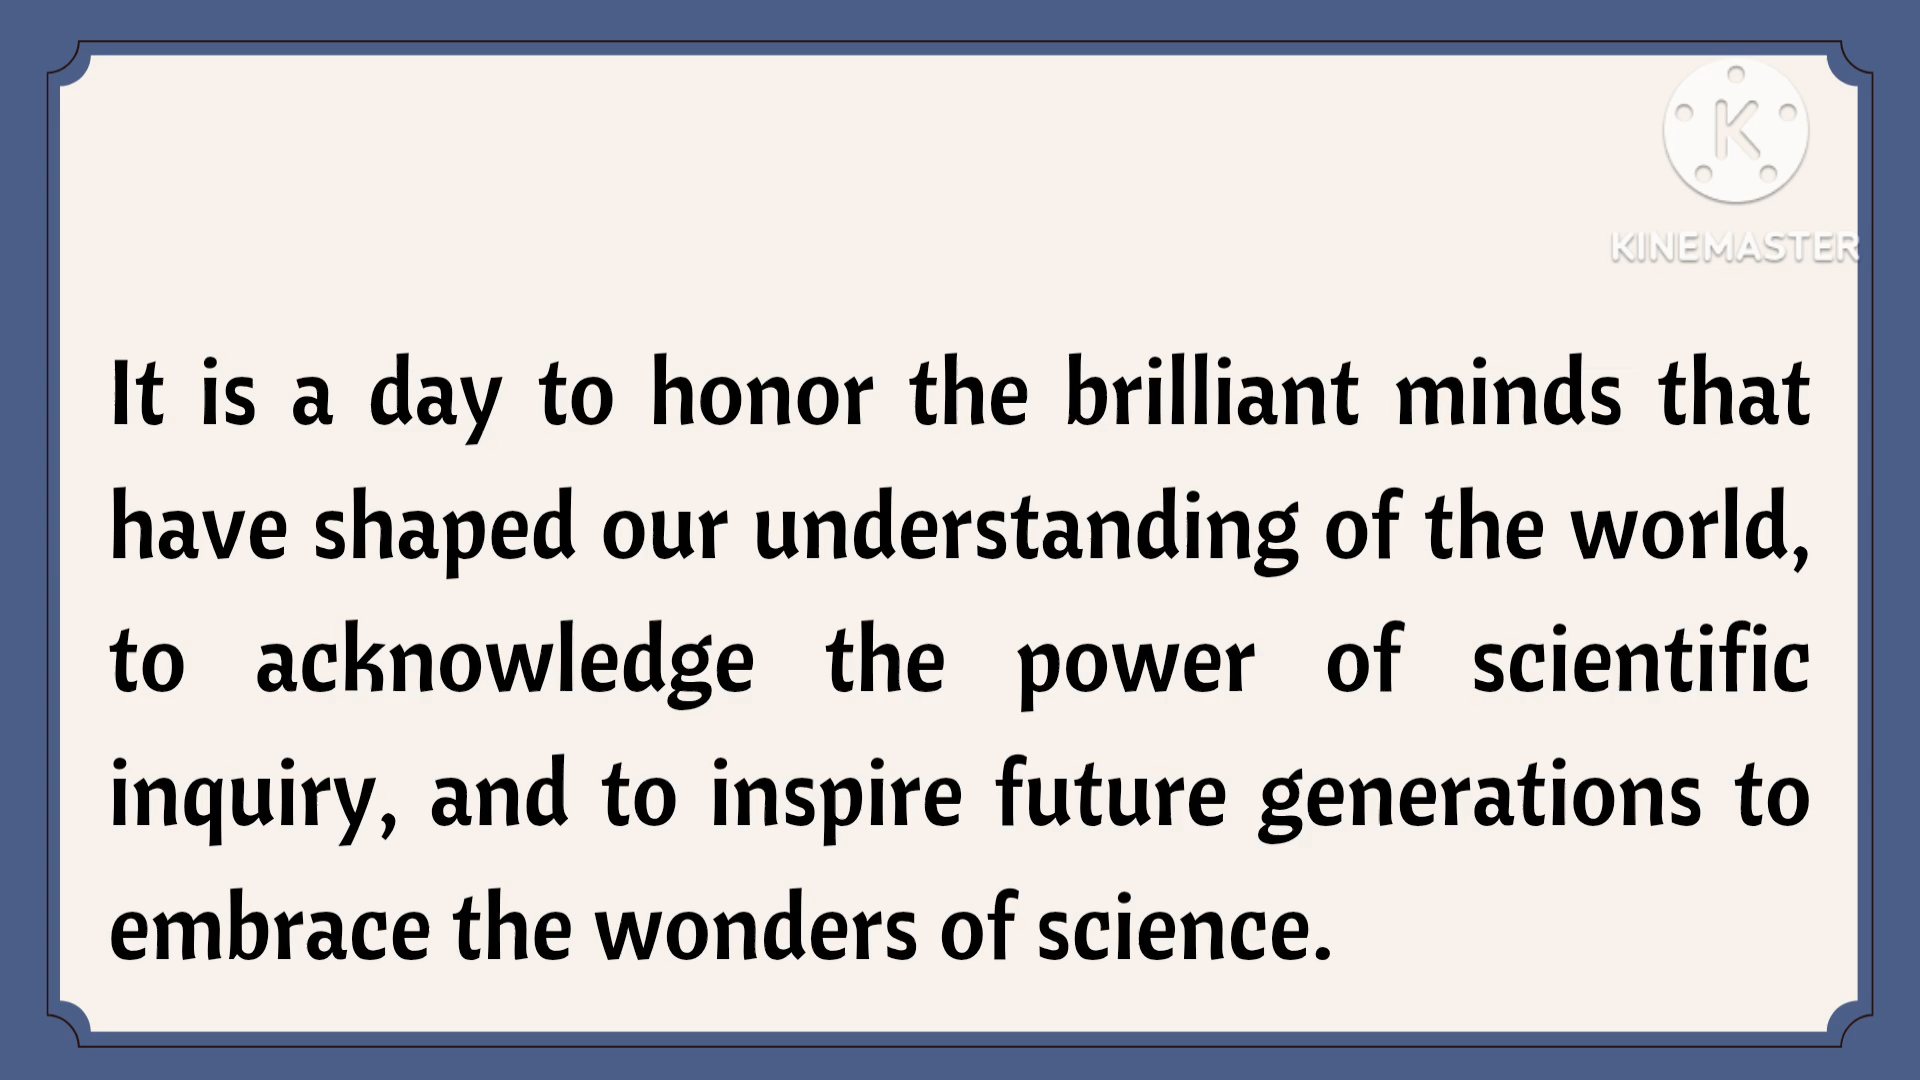 K
KINEMASTER
It is a day to honor the brilliant minds that
have shaped our understanding of the world,
to acknowledge the power of scientific
inquiry, and to inspire future generations to
embrace the wonders of science.